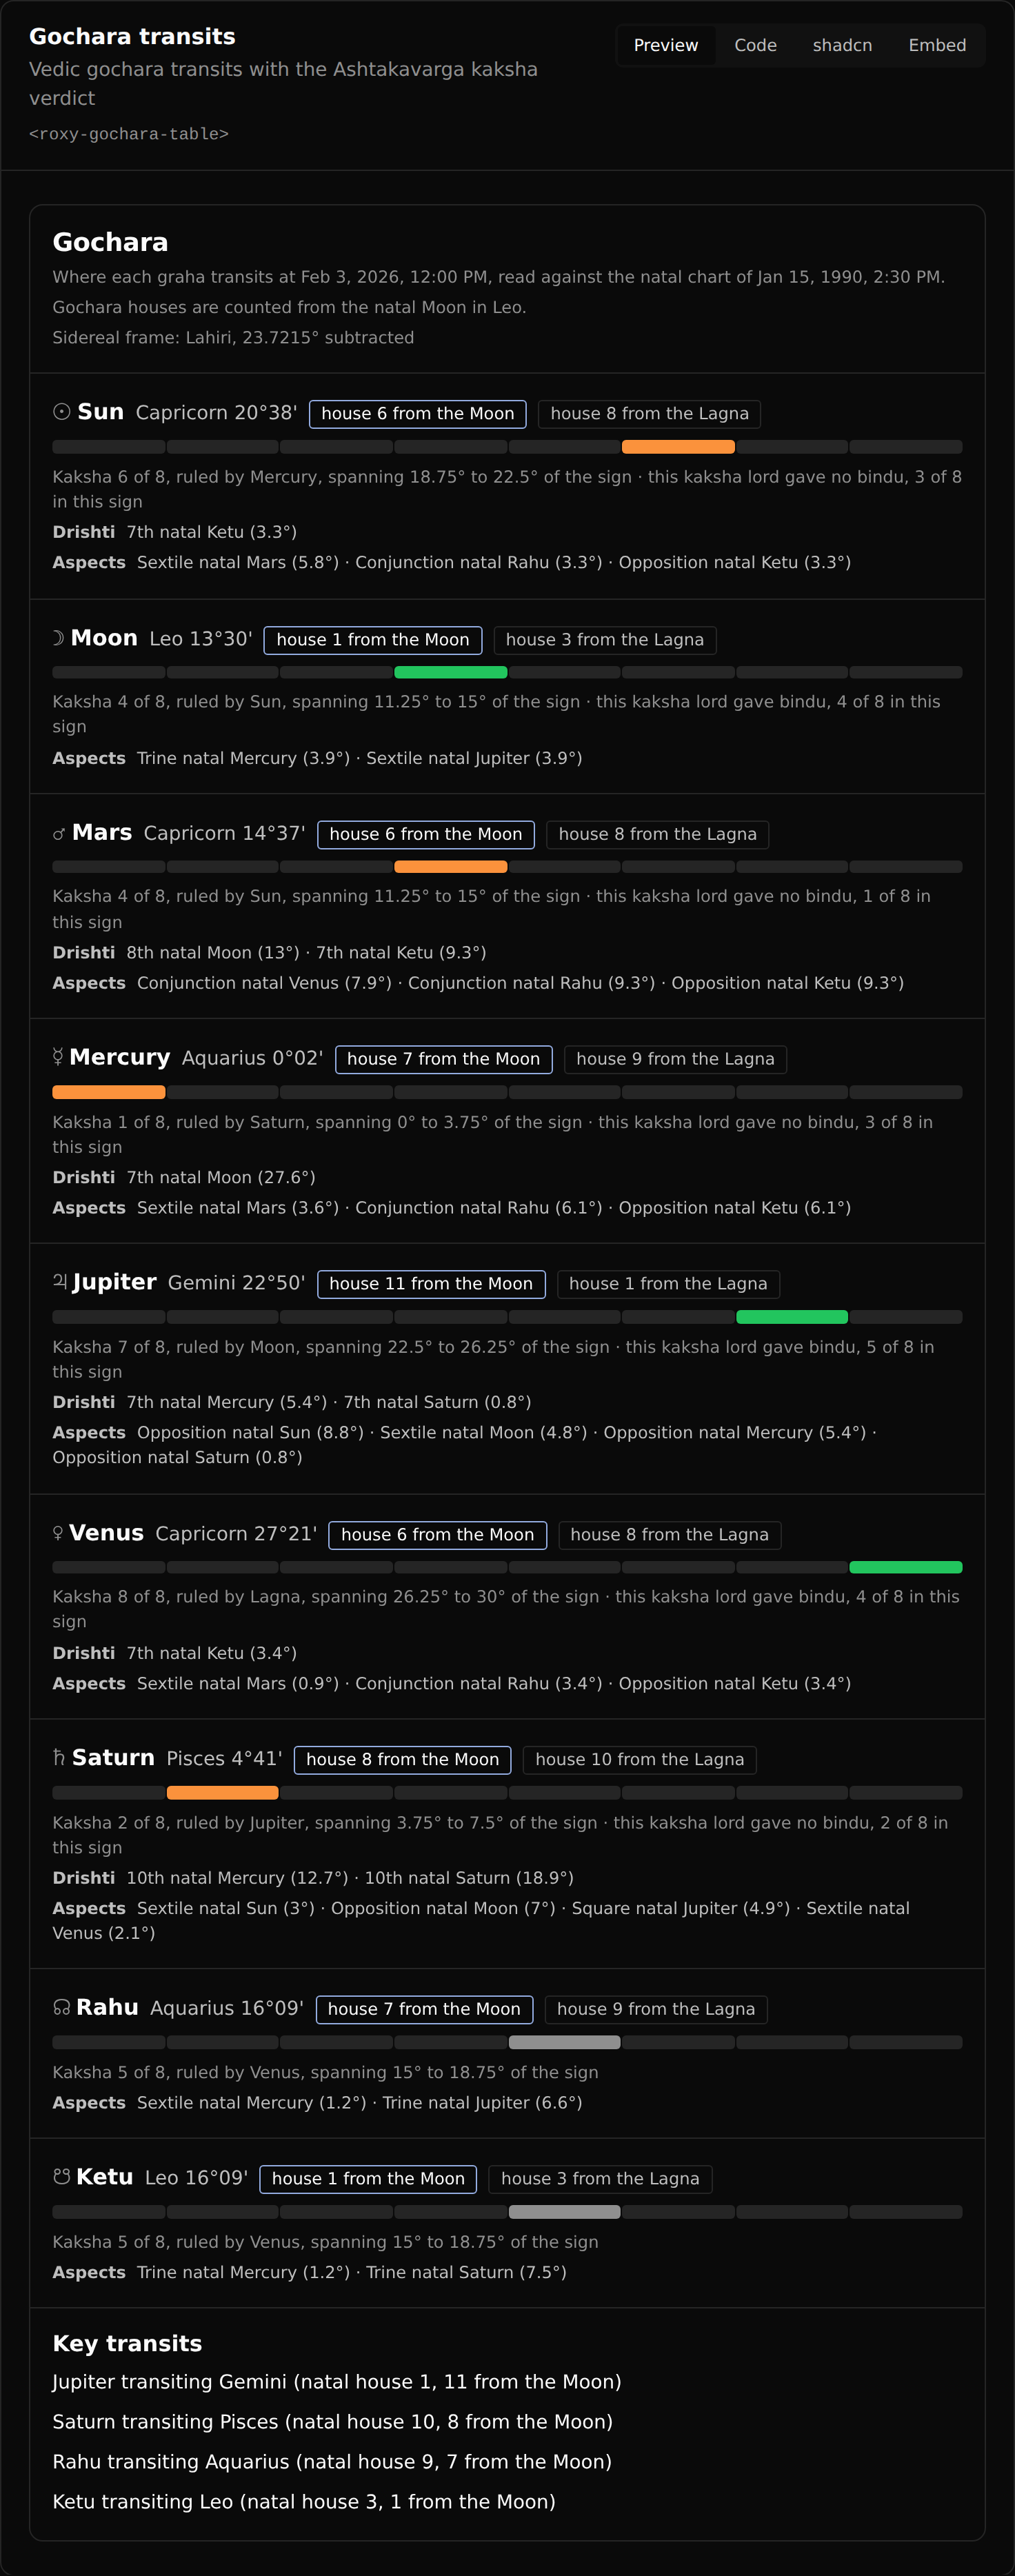 Gochara transits
Preview Code shadcn Embed
Vedic gochara transits with the Ashtakavarga kaksha
verdict
<roxy-gochara-table>
Gochara
Where each graha transits at Feb 3, 2026, 12:00 PM, read against the natal chart of Jan 15, 1990, 2:30 PM.
Gochara houses are counted from the natal Moon in Leo.
Sidereal frame: Lahiri, 23.7215° subtracted
☉ Sun Capricorn 20°38' house 6 from the Moon house 8 from the Lagna
Kaksha 6 of 8, ruled by Mercury, spanning 18.75° to 22.5° of the sign · this kaksha lord gave no bindu, 3 of 8
in this sign
Drishti 7th natal Ketu (3.3°)
Aspects Sextile natal Mars (5.8°) · Conjunction natal Rahu (3.3°) · Opposition natal Ketu (3.3°)
☽ Moon Leo 13°30' house 1 from the Moon house 3 from the Lagna
Kaksha 4 of 8, ruled by Sun, spanning 11.25° to 15° of the sign · this kaksha lord gave bindu, 4 of 8 in this
sign
Aspects Trine natal Mercury (3.9°) · Sextile natal Jupiter (3.9°)
♂ Mars Capricorn 14°37' house 6 from the Moon house 8 from the Lagna
Kaksha 4 of 8, ruled by Sun, spanning 11.25° to 15° of the sign · this kaksha lord gave no bindu, 1 of 8 in
this sign
Drishti 8th natal Moon (13°) · 7th natal Ketu (9.3°)
Aspects Conjunction natal Venus (7.9°) · Conjunction natal Rahu (9.3°) · Opposition natal Ketu (9.3°)
☿ Mercury Aquarius 0°02' house 7 from the Moon house 9 from the Lagna
Kaksha 1 of 8, ruled by Saturn, spanning 0° to 3.75° of the sign · this kaksha lord gave no bindu, 3 of 8 in
this sign
Drishti 7th natal Moon (27.6°)
Aspects Sextile natal Mars (3.6°) · Conjunction natal Rahu (6.1°) · Opposition natal Ketu (6.1°)
♃ Jupiter Gemini 22°50' house 11 from the Moon house 1 from the Lagna
Kaksha 7 of 8, ruled by Moon, spanning 22.5° to 26.25° of the sign · this kaksha lord gave bindu, 5 of 8 in
this sign
Drishti 7th natal Mercury (5.4°) · 7th natal Saturn (0.8°)
Aspects Opposition natal Sun (8.8°) · Sextile natal Moon (4.8°) · Opposition natal Mercury (5.4°) ·
Opposition natal Saturn (0.8°)
♀ Venus Capricorn 27°21' house 6 from the Moon house 8 from the Lagna
Kaksha 8 of 8, ruled by Lagna, spanning 26.25° to 30° of the sign · this kaksha lord gave bindu, 4 of 8 in this
sign
Drishti 7th natal Ketu (3.4°)
Aspects Sextile natal Mars (0.9°) · Conjunction natal Rahu (3.4°) · Opposition natal Ketu (3.4°)
♄ Saturn Pisces 4°41' house 8 from the Moon house 10 from the Lagna
Kaksha 2 of 8, ruled by Jupiter, spanning 3.75° to 7.5° of the sign · this kaksha lord gave no bindu, 2 of 8 in
this sign
Drishti 10th natal Mercury (12.7°) · 10th natal Saturn (18.9°)
Aspects Sextile natal Sun (3°) · Opposition natal Moon (7°) · Square natal Jupiter (4.9°) · Sextile natal
Venus (2.1°)
☊ Rahu Aquarius 16°09' house 7 from the Moon house 9 from the Lagna
Kaksha 5 of 8, ruled by Venus, spanning 15° to 18.75° of the sign
Aspects Sextile natal Mercury (1.2°) · Trine natal Jupiter (6.6°)
☋ Ketu Leo 16°09' house 1 from the Moon house 3 from the Lagna
Kaksha 5 of 8, ruled by Venus, spanning 15° to 18.75° of the sign
Aspects Trine natal Mercury (1.2°) · Trine natal Saturn (7.5°)
Key transits
Jupiter transiting Gemini (natal house 1, 11 from the Moon)
Saturn transiting Pisces (natal house 10, 8 from the Moon)
Rahu transiting Aquarius (natal house 9, 7 from the Moon)
Ketu transiting Leo (natal house 3, 1 from the Moon)